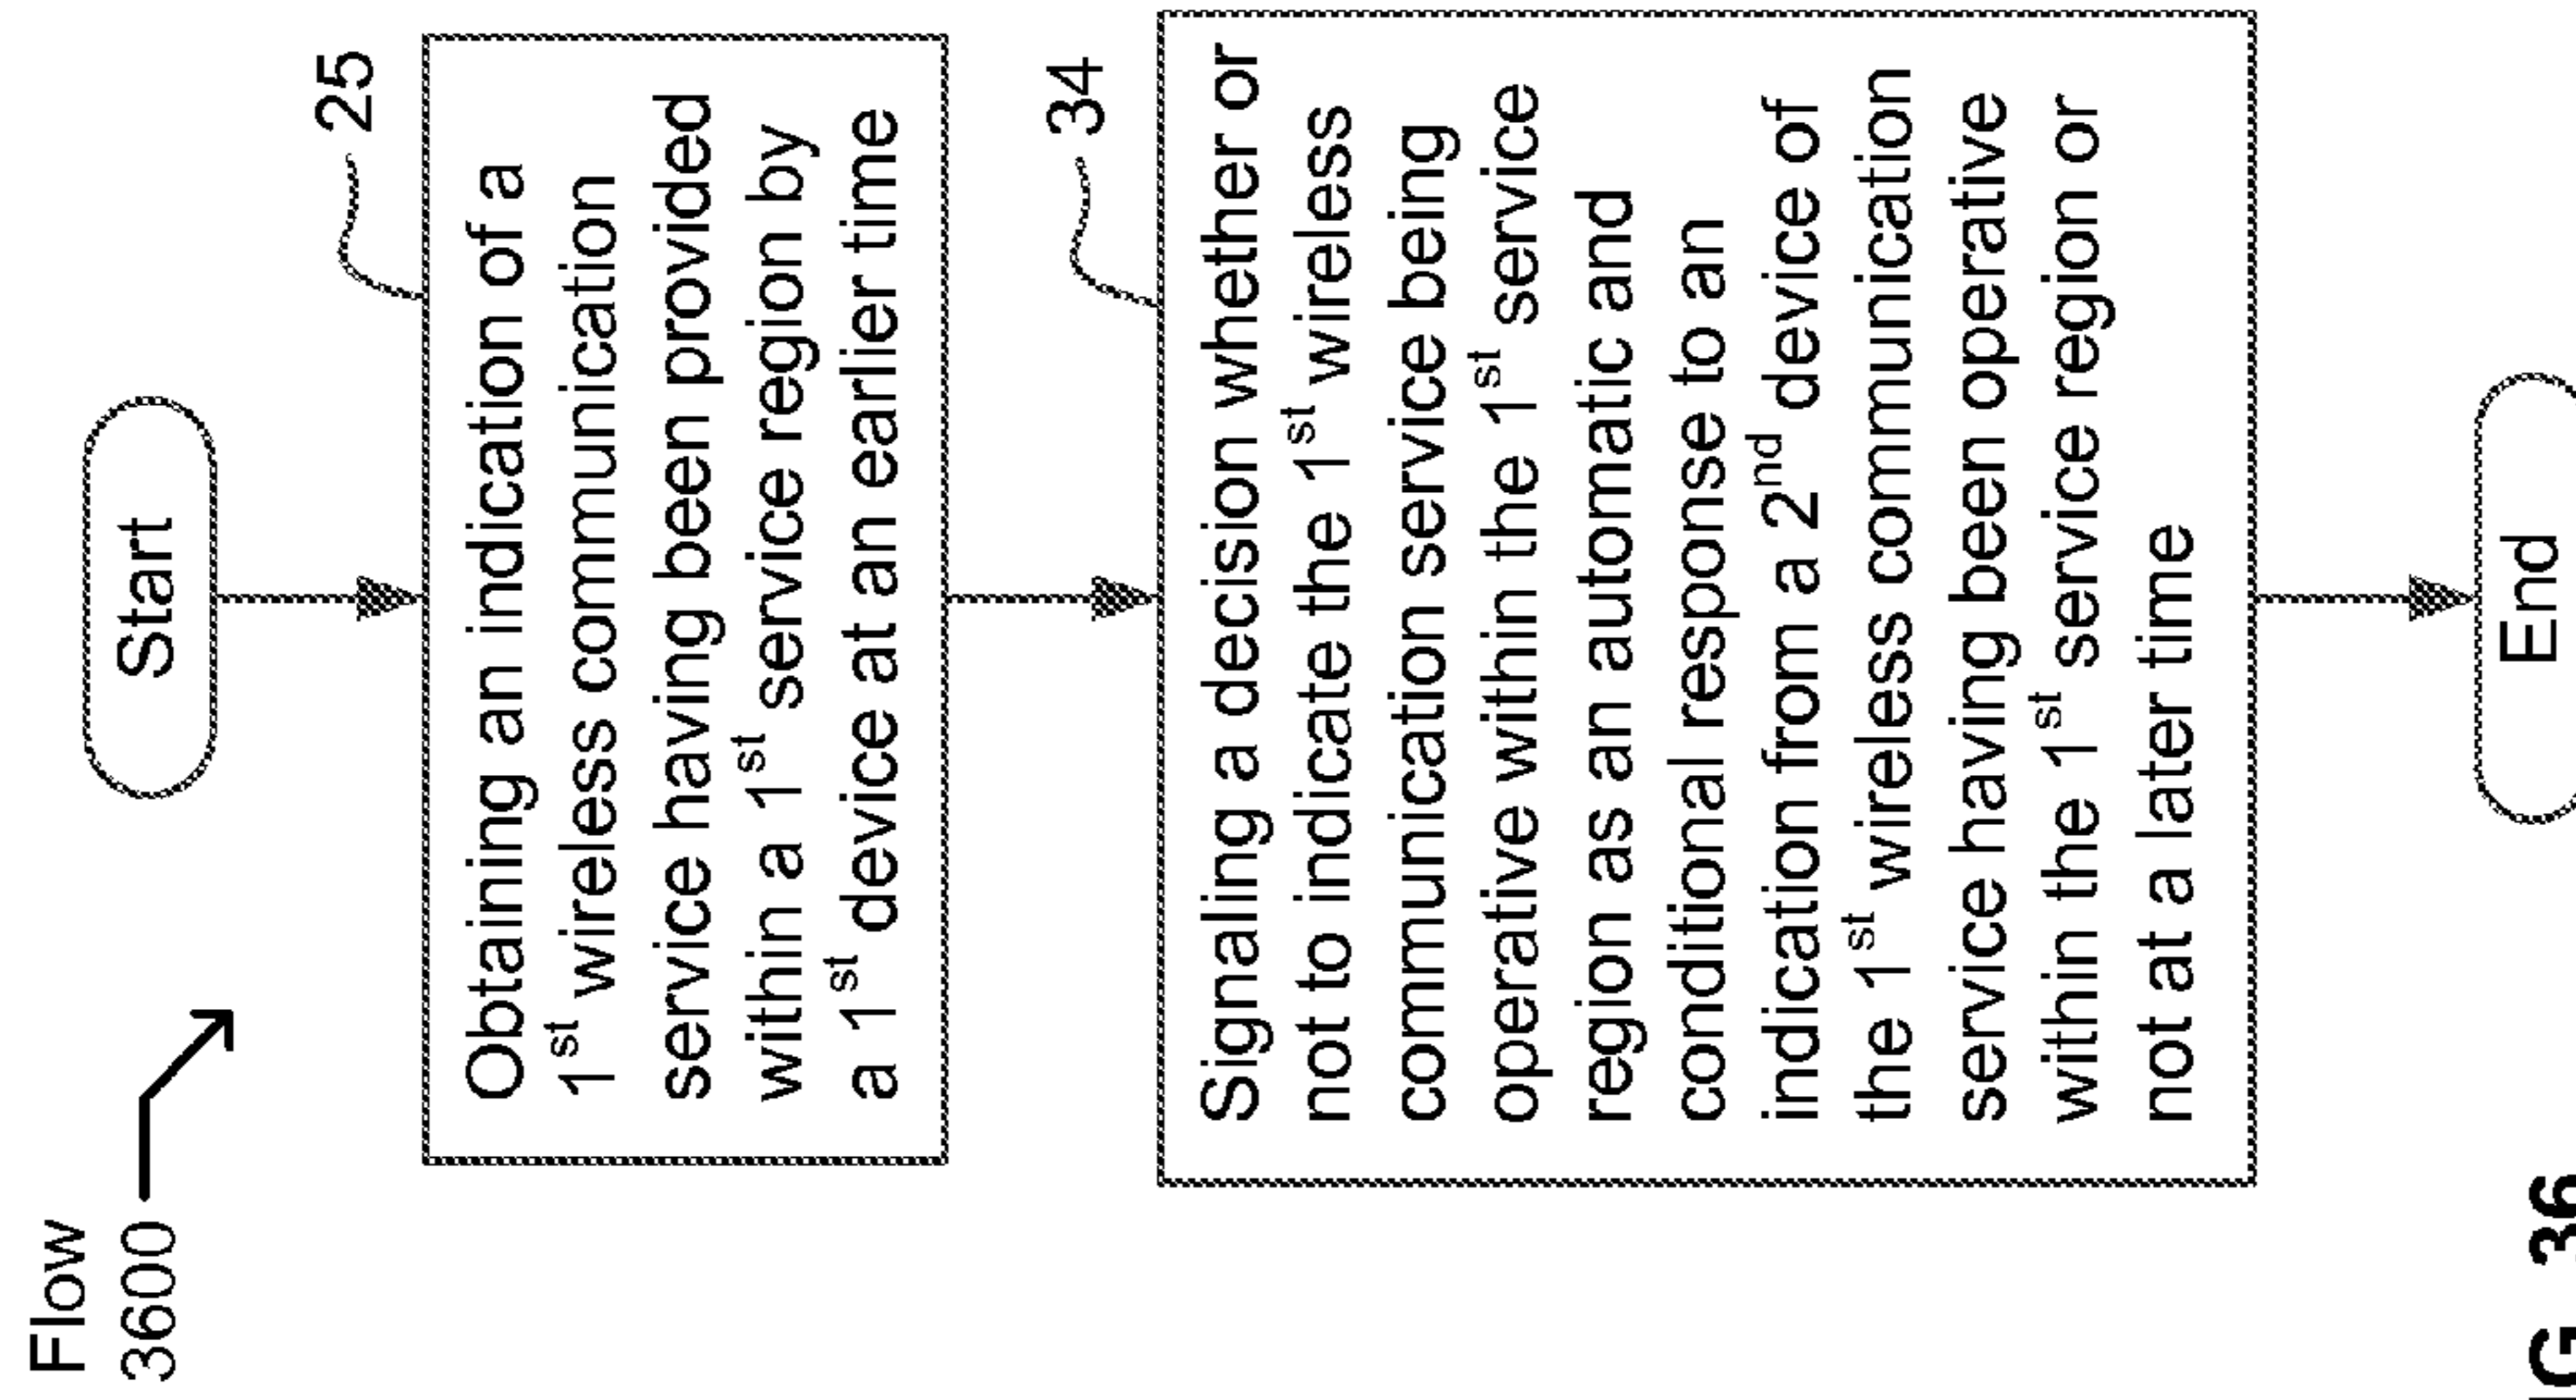 Flow
3600
Start
25
Obtaining an indication of a
1st wireless communication
service having been provided
within a 1st service region by
a 1st device at an earlier time
34
Signaling a decision whether or
not to indicate the 1st wireless
communication service being
operative within the 1st service
region as an automatic and
conditional response to an
indication from a 2nd device of
the 1st wireless communication
service having been operative
within the 1st service region or
not at a later time
End
IG. 36